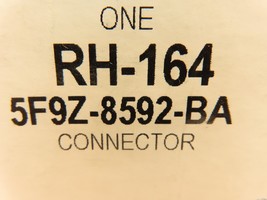 ONE
RH-164
5F9Z-8592-BA
CONNECTOR